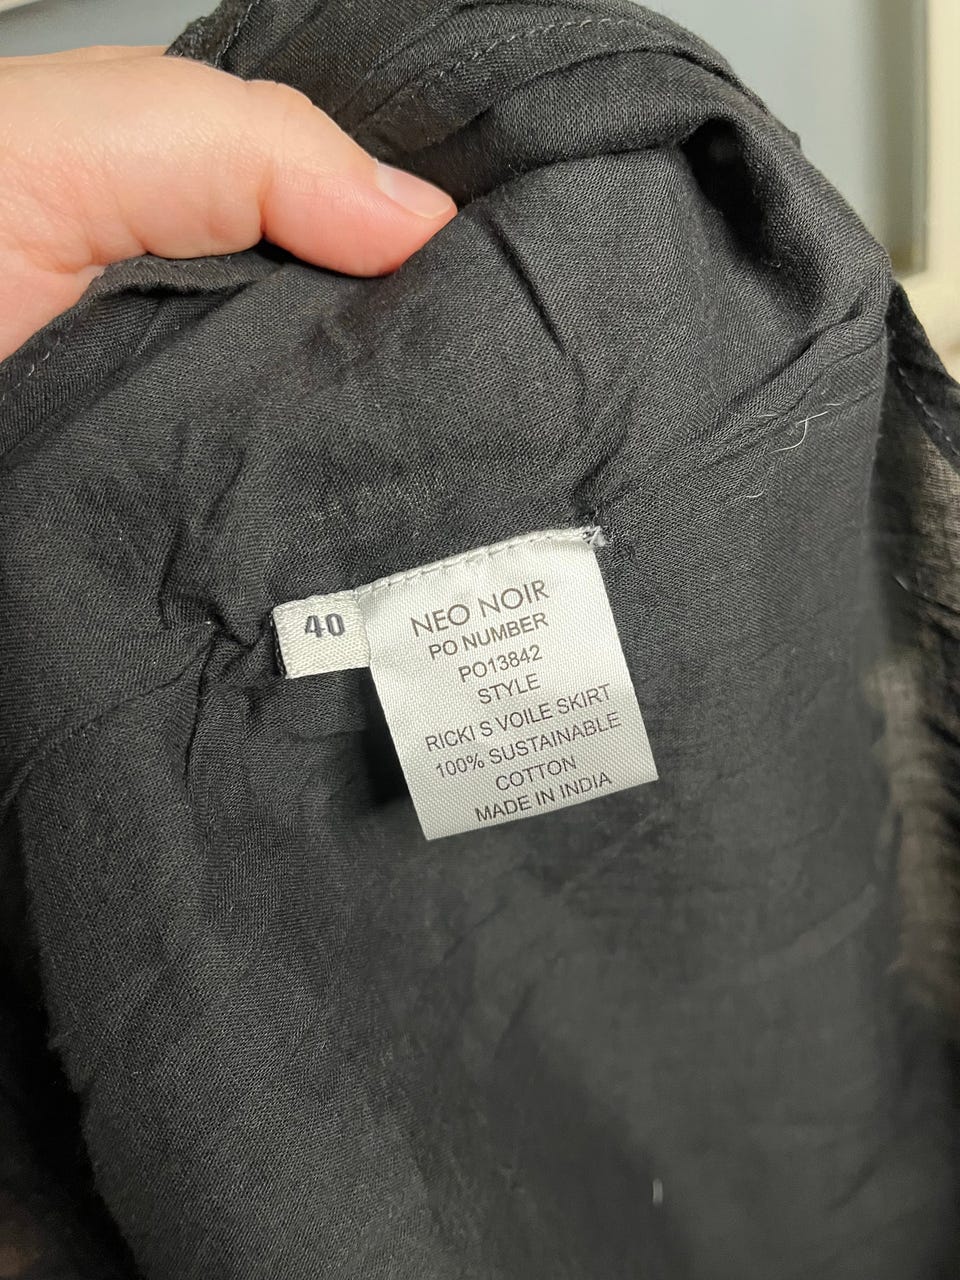 40
NEO NOIR
PO NUMBER
PO13842
STYLE
RICKI S VOILE SKIRT
100% SUSTAINABLE
COTTON
MADE IN INDIA